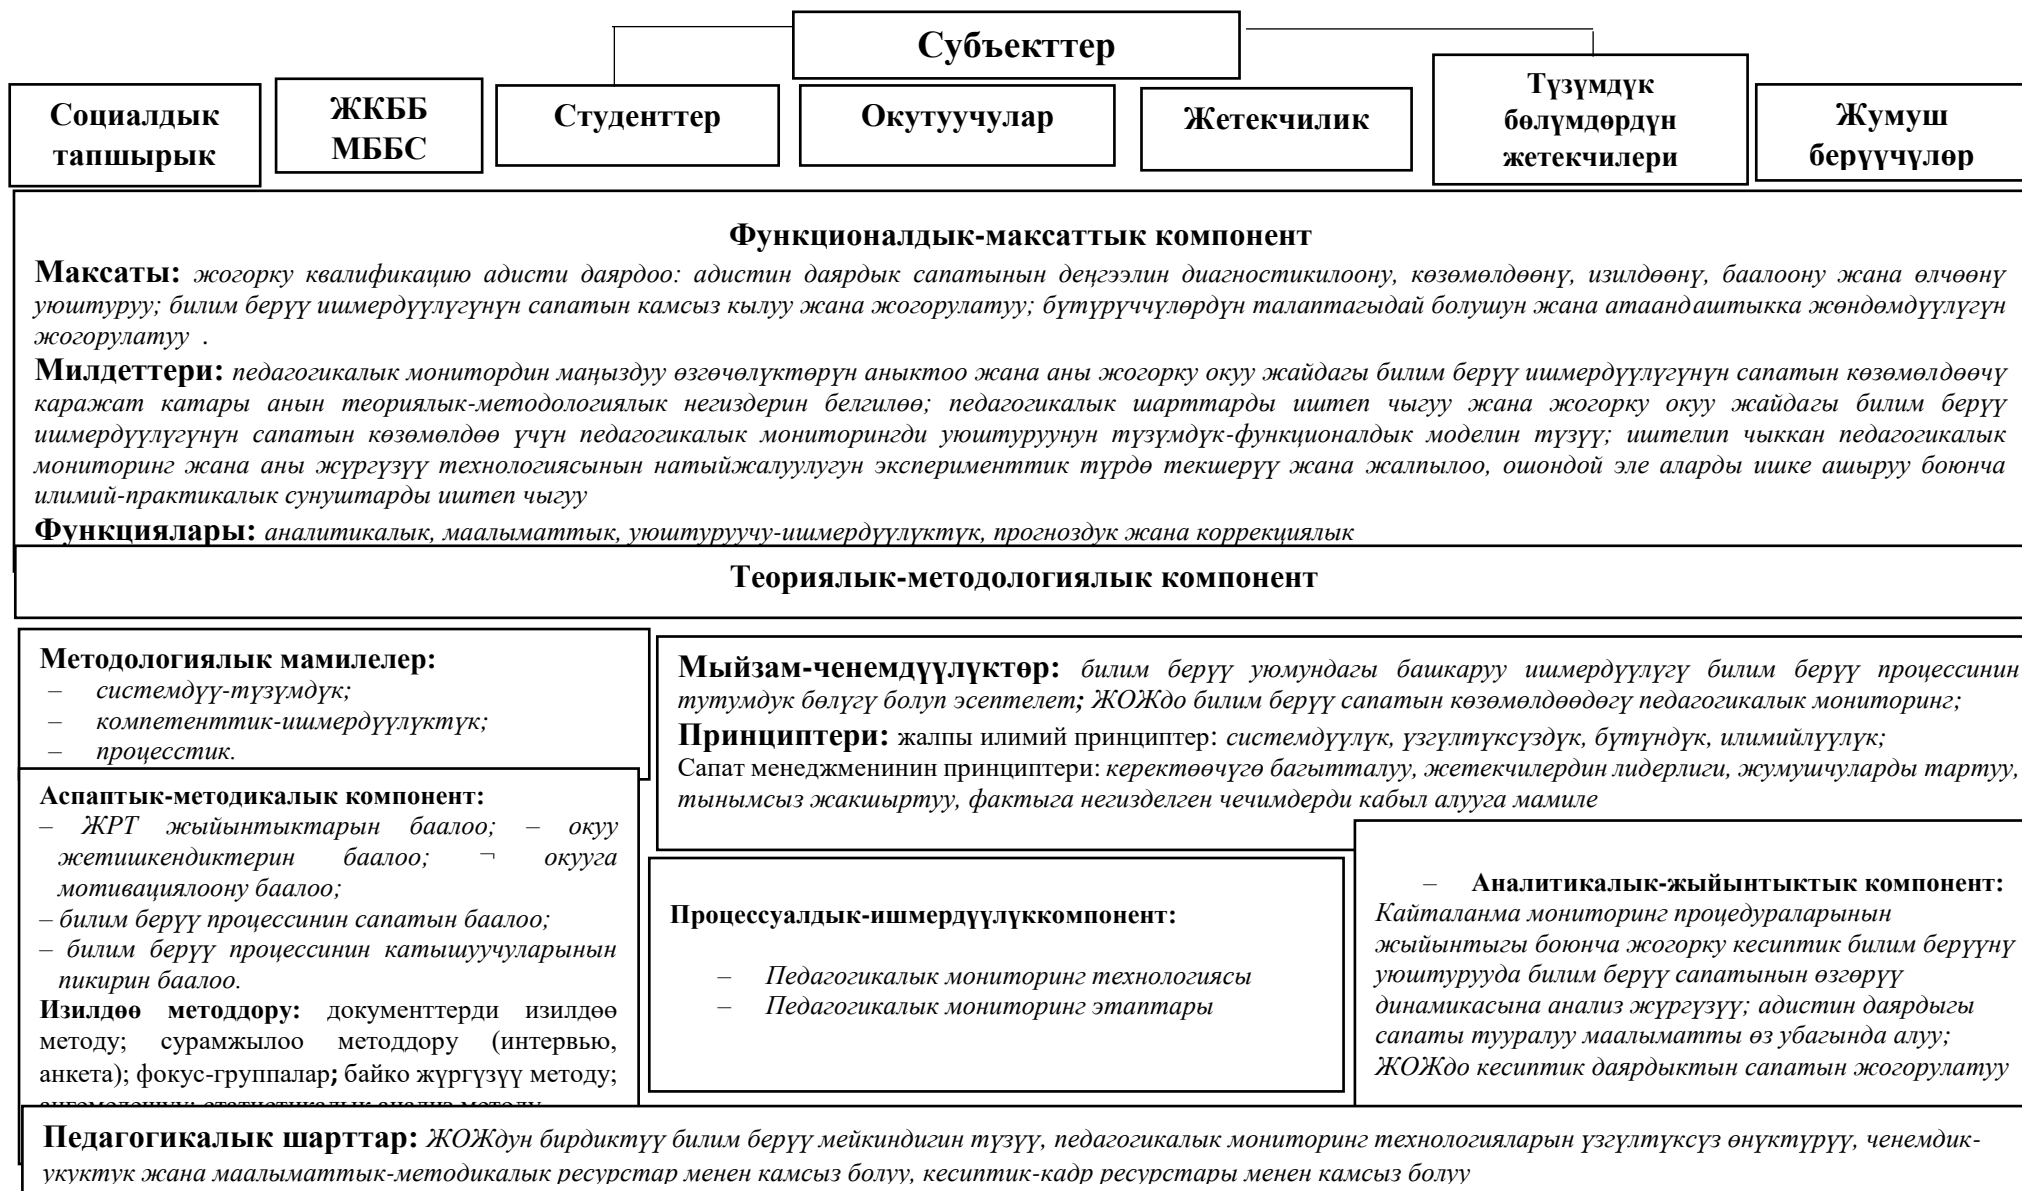 Субъекттер
Социалдык
тапшырык
ЖКББ
МББС
Студенттер
Окутуучулар
Жетекчилик
Түзүмдүк
бөлүмдөрдүн
жетекчилери
Жумуш
берүүчүлөр
Функционалдык-максаттык компонент
Максаты: жогорку квалификацию адисти даярдоо: адистин даярдык сапатынын деңгээлин диагностикилоону, көзөмөлдөөнү, изилдөөнү, баалоону жана өлчөөнү
уюштуруу; билим берүү ишмердүүлүгүнүн сапатын камсыз кылуу жана жогорулатуу; бүтүрүүчүлөрдүн талаптагыдай болушун жана атаандаштыкка жөндөмдүүлүгүн
жогорулатуу .
Милдеттери: педагогикалык монитордин маңыздуу өзгөчөлүктөрүн аныктоо жана аны жогорку окуу жайдагы билим берүү ишмердүүлүгүнүн сапатын көзөмөлдөөчү
каражат катары анын теориялык-методологиялык негиздерин белгилөө; педагогикалык шарттарды иштеп чыгуу жана жогорку окуу жайдагы билим берүү
ишмердүүлүгүнүн сапатын көзөмөлдөө үчүн педагогикалык мониторингди уюштуруунун түзүмдүк-функционалдык моделин түзүү; иштелип чыккан педагогикалык
мониторинг жана аны жүргүзүү технологиясынын натыйжалуулугун эксперименттик түрдө текшерүү жана жалпылоо, ошондой эле аларды ишке ашыруу боюнча
илимий-практикалык сунуштарды иштеп чыгуу
Функциялары: аналитикалык, маалыматтык, уюштуруучу-ишмердүүлүктүк, прогноздук жана коррекциялык
Теориялык-методологиялык компонент
Методологиялык мамилелер:
– системдүү-түзүмдүк;
– компетенттик-ишмердүүлүктүк;
– процесстик.
Мыйзам-ченемдүүлүктөр: билим берүү уюмундагы башкаруу ишмердүүлүгү билим берүү процессинин
тутумдук бөлүгү болуп эсептелет; ЖОЖдо билим берүү сапатын көзөмөлдөөдөгү педагогикалык мониторинг;
Принциптери: жалпы илимий принциптер: системдүүлүк, үзгүлтүксүздүк, бүтүндүк, илимийлүүлүк;
Сапат менеджменинин принциптери: керектөөчүгө багытталуу, жетекчилердин лидерлиги, жумушчуларды тартуу,
тынымсыз жакшыртуу, фактыга негизделген чечимдерди кабыл алууга мамиле
Аспаптык-методикалык компонент:
– ЖРТ жыйынтыктарын баалоо; – окуу
жетишкендиктерин баалоо; ¬ окууга
мотивациялоону баалоо;
– билим берүү процессинин сапатын баалоо;
– билим берүү процессинин катышуучуларынын
пикирин баалоо.
Изилдөө методдору: документтерди изилдөө
методу; сурамжылоо методдору (интервью,
анкета); фокус-группалар; байко жүргүзүү методу;
аңгемелешүү; статистикалык анализ методу
Процессуалдык-ишмердүүлүккомпонент:
– Педагогикалык мониторинг технологиясы
– Педагогикалык мониторинг этаптары
– Аналитикалык-жыйынтыктык компонент:
Кайталанма мониторинг процедураларынын
жыйынтыгы боюнча жогорку кесиптик билим берүүнү
уюштурууда билим берүү сапатынын өзгөрүү
динамикасына анализ жүргүзүү; адистин даярдыгы
сапаты тууралуу маалыматты өз убагында алуу;
ЖОЖдо кесиптик даярдыктын сапатын жогорулатуу
Педагогикалык шарттар: ЖОЖдун бирдиктүү билим берүү мейкиндигин түзүү, педагогикалык мониторинг технологияларын үзгүлтүксүз өнүктүрүү, ченемдик-
укуктук жана маалыматтык-методикалык ресурстар менен камсыз болуу, кесиптик-кадр ресурстары менен камсыз болуу